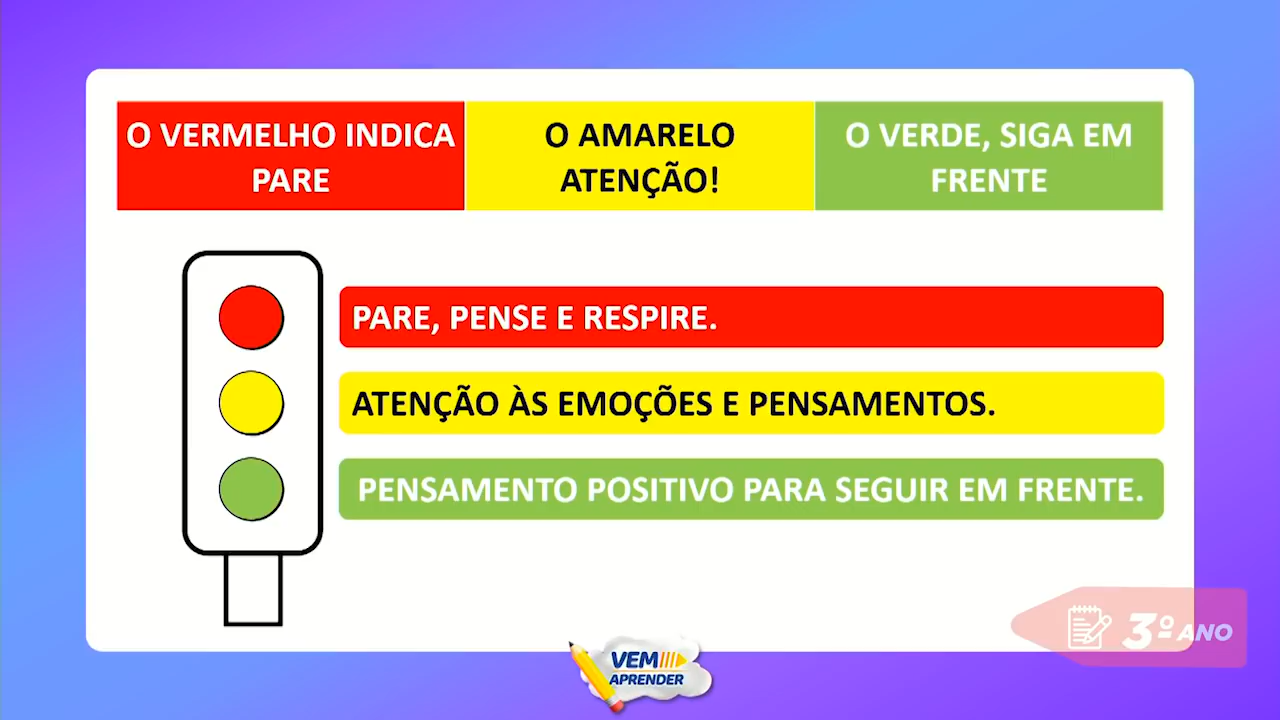 O VERMELHO INDICA
PARE
O AMARELO
ATENÇÃO!
O VERDE, SIGA EM
FRENTE
PARE, PENSE E RESPIRE.
ATENÇÃO ÀS EMOÇÕES E PENSAMENTOS.
PENSAMENTO POSITIVO PARA SEGUIR EM FRENTE.
3º ANO
VEM
APRENDER